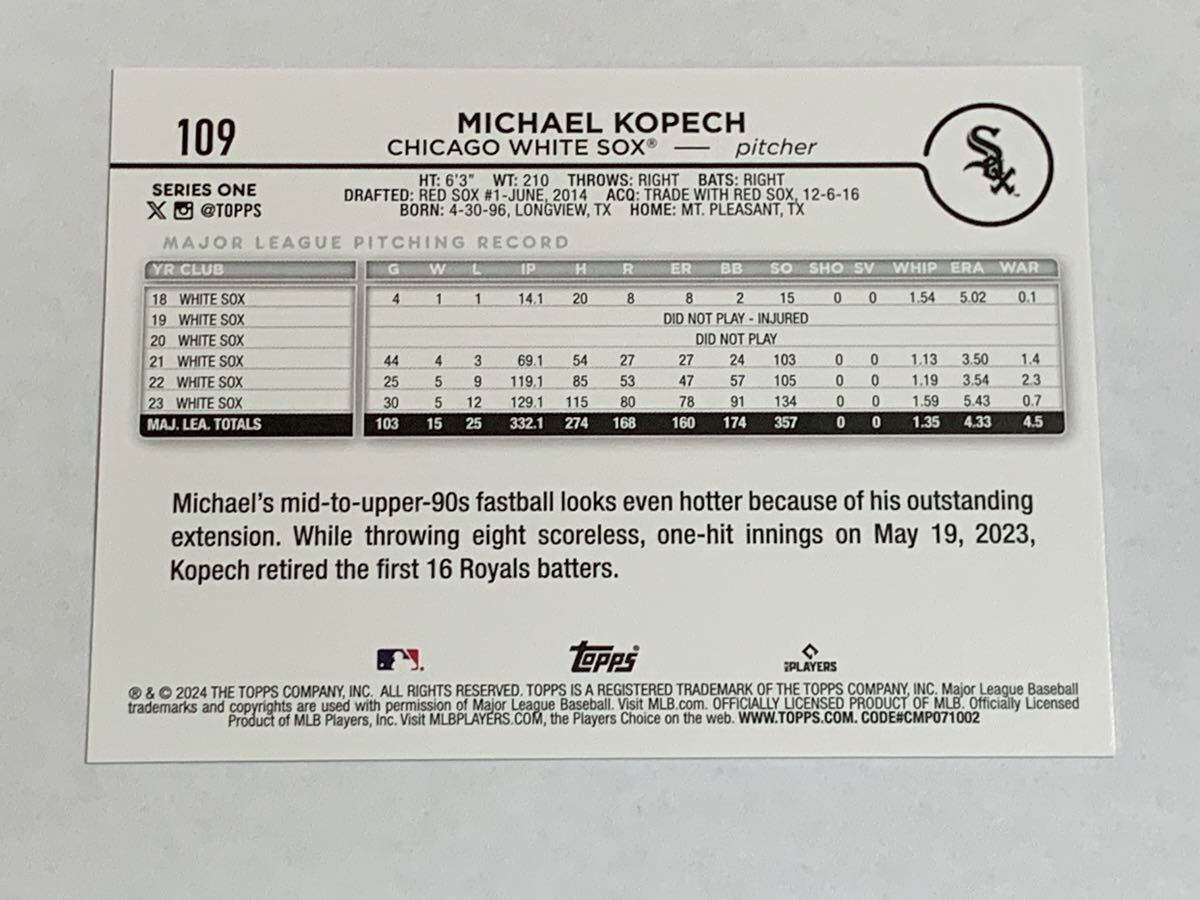 109
MICHAEL KOPECH
CHICAGO WHITE SOX® — pitcher
Sox
SERIES ONE
@TOPPS
HT: 6'3" WT: 210 THROWS: RIGHT BATS: RIGHT
DRAFTED: RED SOX #1-JUNE, 2014 ACQ: TRADE WITH RED SOX, 12-6-16
BORN: 4-30-96, LONGVIEW, TX HOME: MT. PLEASANT, TX
MAJOR LEAGUE PITCHING RECORD
YR CLUB G W L IP H R ER BB SO SHO SV WHIP ERA WAR
18 WHITE SOX 4 1 1 14.1 20 8 8 2 15 0 0 1.54 5.02 0.1
19 WHITE SOX DID NOT PLAY - INJURED
20 WHITE SOX DID NOT PLAY
21 WHITE SOX 44 4 3 69.1 54 27 27 24 103 0 0 1.13 3.50 1.4
22 WHITE SOX 25 5 9 119.1 85 53 47 57 105 0 0 1.19 3.54 2.3
23 WHITE SOX 30 5 12 129.1 115 80 78 91 134 0 0 1.59 5.43 0.7
MAJ. LEA. TOTALS 103 15 25 332.1 274 168 160 174 357 0 0 1.35 4.33 4.5
Michael's mid-to-upper-90s fastball looks even hotter because of his outstanding
extension. While throwing eight scoreless, one-hit innings on May 19, 2023,
Kopech retired the first 16 Royals batters.
topps
MLB PLAYERS
® & © 2024 THE TOPPS COMPANY, INC. ALL RIGHTS RESERVED. TOPPS IS A REGISTERED TRADEMARK OF THE TOPPS COMPANY, INC. Major League Baseball
trademarks and copyrights are used with permission of Major League Baseball. Visit MLB.com. OFFICIALLY LICENSED PRODUCT OF MLB. Officially Licensed
Product of MLB Players, Inc. Visit MLBPLAYERS.COM, the Players Choice on the web. WWW.TOPPS.COM. CODE#CMP071002